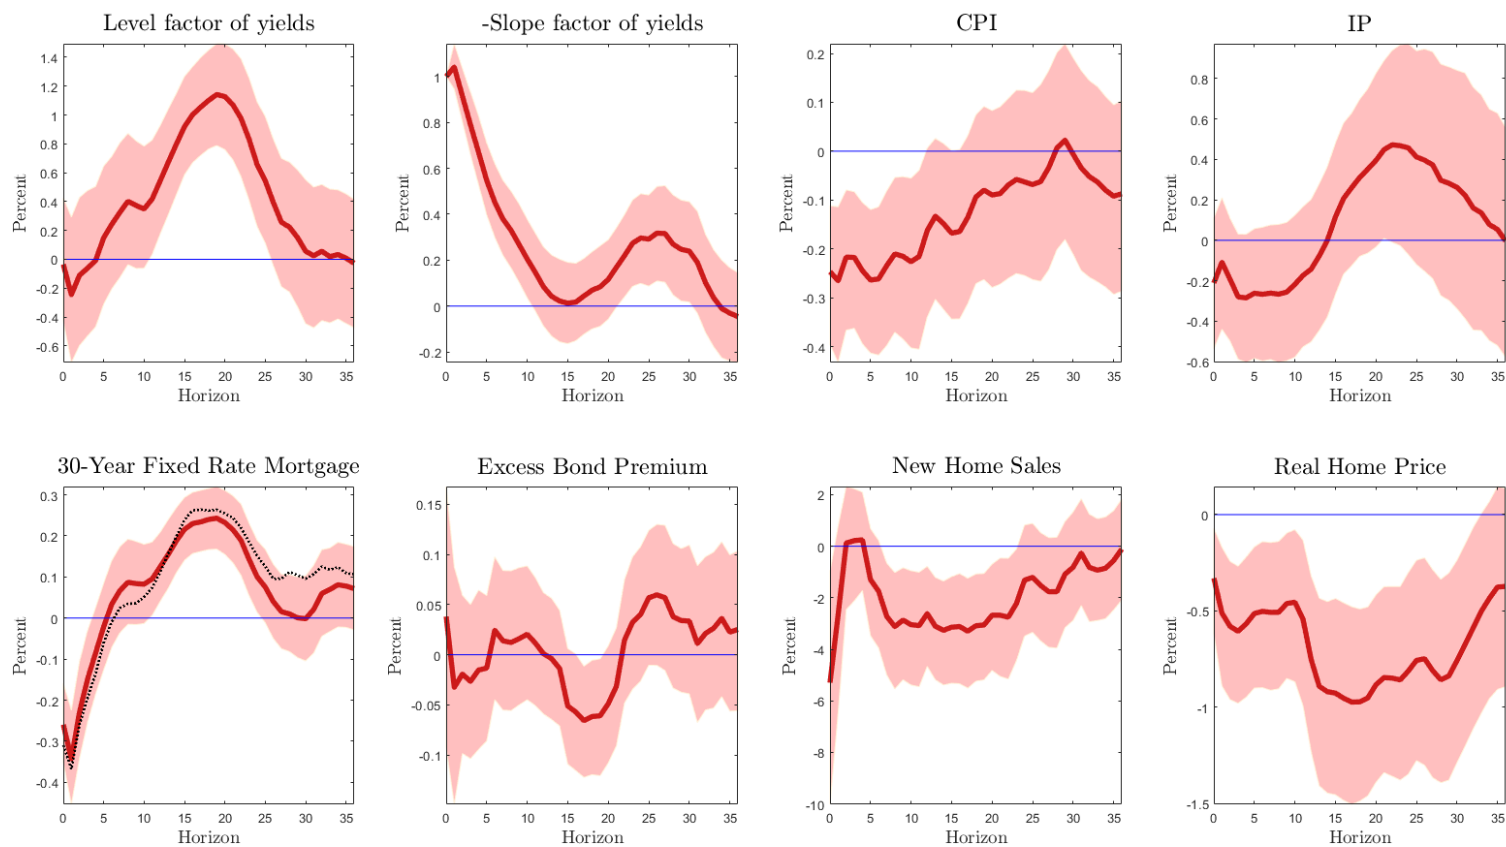 Level factor of yields
-Slope factor of yields
CPI
IP
Percent
1.4
1.2
1
0.8
0.6
0.4
0.2
0
-0.2
-0.4
-0.6
0 5 10 15 20 25 30 35
Horizon
Percent
1
0.8
0.6
0.4
0.2
0
-0.2
0 5 10 15 20 25 30 35
Horizon
Percent
0.2
0.1
0
-0.1
-0.2
-0.3
-0.4
0 5 10 15 20 25 30 35
Horizon
Percent
0.8
0.6
0.4
0.2
0
-0.2
-0.4
-0.6
0 5 10 15 20 25 30 35
Horizon
30-Year Fixed Rate Mortgage
Excess Bond Premium
New Home Sales
Real Home Price
Percent
0.3
0.2
0.1
0
-0.1
-0.2
-0.3
-0.4
0 5 10 15 20 25 30 35
Horizon
Percent
0.15
0.1
0.05
0
-0.05
-0.1
0 5 10 15 20 25 30 35
Horizon
Percent
2
0
-2
-4
-6
-8
-10
0 5 10 15 20 25 30 35
Horizon
Percent
0
-0.5
-1
-1.5
0 5 10 15 20 25 30 35
Horizon